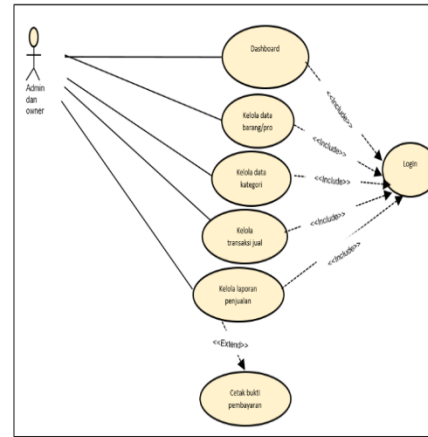 Dashboard
<<Include>>
Admin
dan
owner
Kelola data
barang/pro
<<Include>>
Login
Kelola data
kategori
<<Include>>
Kelola
transaksi jual
<<Include>>
Kelola laporan
penjualan
<<Include>>
<<Extend>>
Cetak bukti
pembayaran